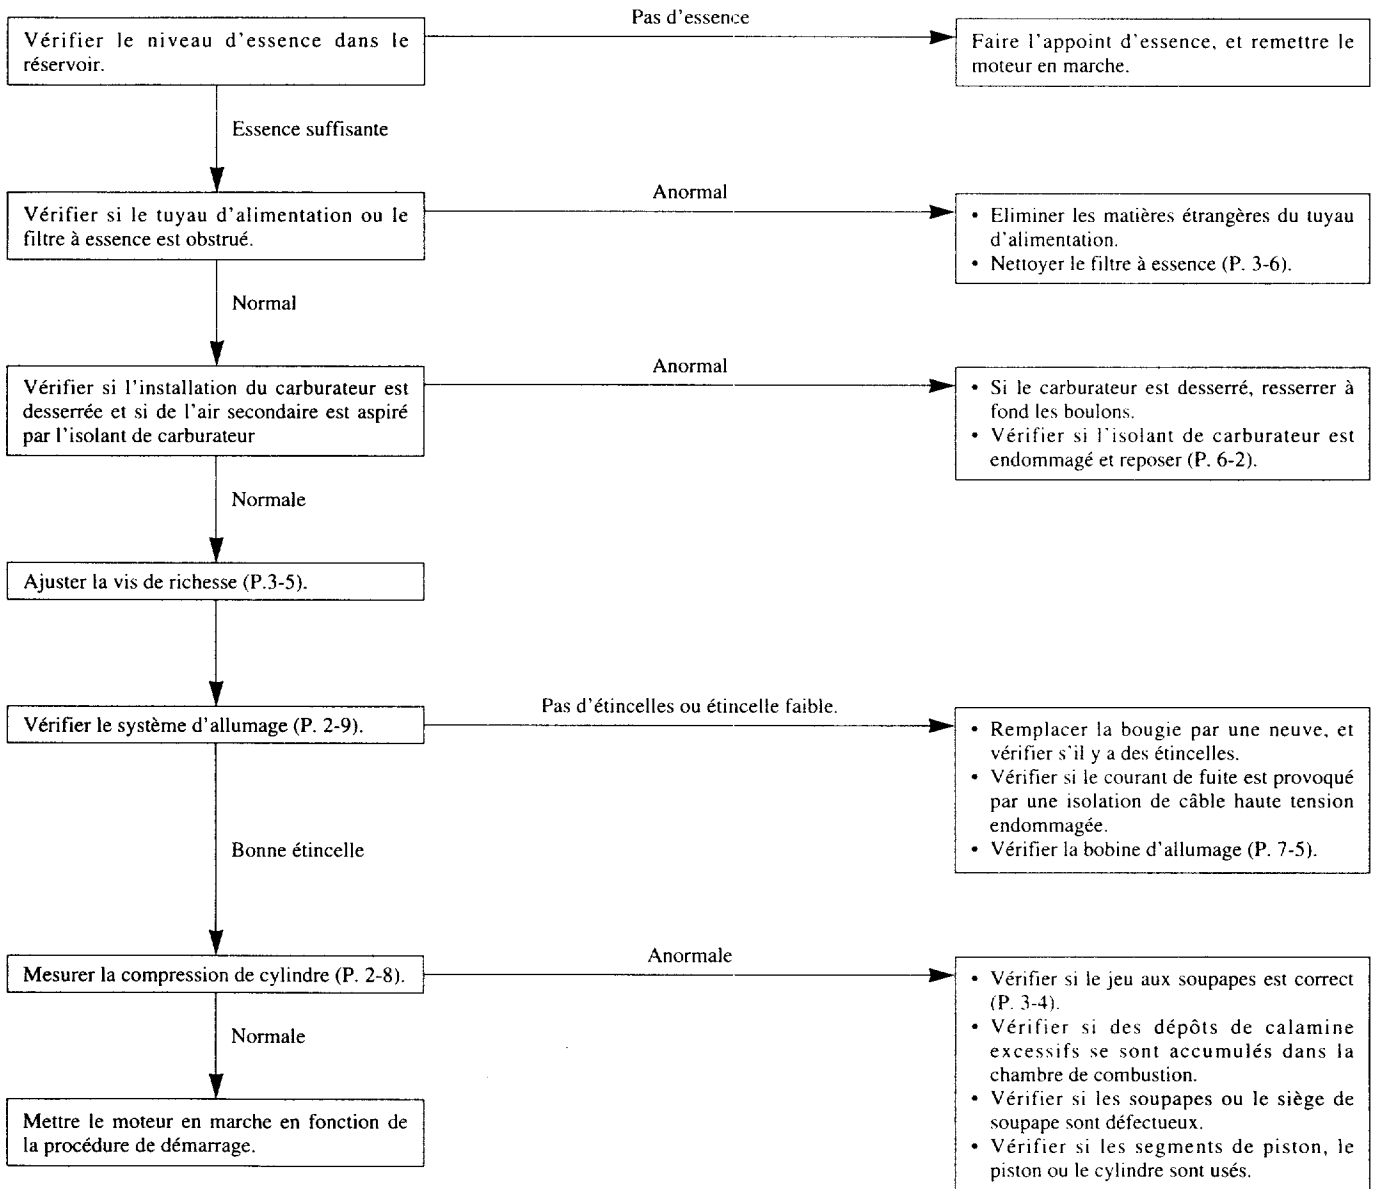 Pas d'essence
Vérifier le niveau d'essence dans le
réservoir.
Faire l'appoint d'essence, et remettre le
moteur en marche.
Essence suffisante
Anormal
Vérifier si le tuyau d'alimentation ou le
filtre à essence est obstrué.
• Eliminer les matières étrangères du tuyau
d'alimentation.
• Nettoyer le filtre à essence (P. 3-6).
Normal
Anormal
Vérifier si l'installation du carburateur est
desserrée et si de l'air secondaire est aspiré
par l'isolant de carburateur
• Si le carburateur est desserré, resserrer à
fond les boulons.
• Vérifier si l'isolant de carburateur est
endommagé et reposer (P. 6-2).
Normale
Ajuster la vis de richesse (P.3-5).
Pas d'étincelles ou étincelle faible.
Vérifier le système d'allumage (P. 2-9).
• Remplacer la bougie par une neuve, et
vérifier s'il y a des étincelles.
• Vérifier si le courant de fuite est provoqué
par une isolation de câble haute tension
endommagée.
• Vérifier la bobine d'allumage (P. 7-5).
Bonne étincelle
Anormale
Mesurer la compression de cylindre (P. 2-8).
• Vérifier si le jeu aux soupapes est correct
(P. 3-4).
• Vérifier si des dépôts de calamine
excessifs se sont accumulés dans la
chambre de combustion.
• Vérifier si les soupapes ou le siège de
soupape sont défectueux.
• Vérifier si les segments de piston, le
piston ou le cylindre sont usés.
Normale
Mettre le moteur en marche en fonction de
la procédure de démarrage.